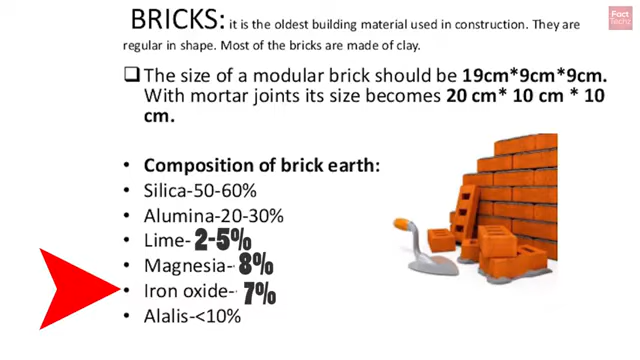 BRICKS: it is the oldest building material used in construction. They are
regular in shape. Most of the bricks are made of clay.
Fact
Techz
The size of a modular brick should be 19cm*9cm*9cm.
With mortar joints its size becomes 20 cm* 10 cm * 10
cm.
• Composition of brick earth:
• Silica-50-60%
• Alumina-20-30%
• Lime- 2-5%
• Magnesia- 8%
• Iron oxide- 7%
• Alalis-<10%